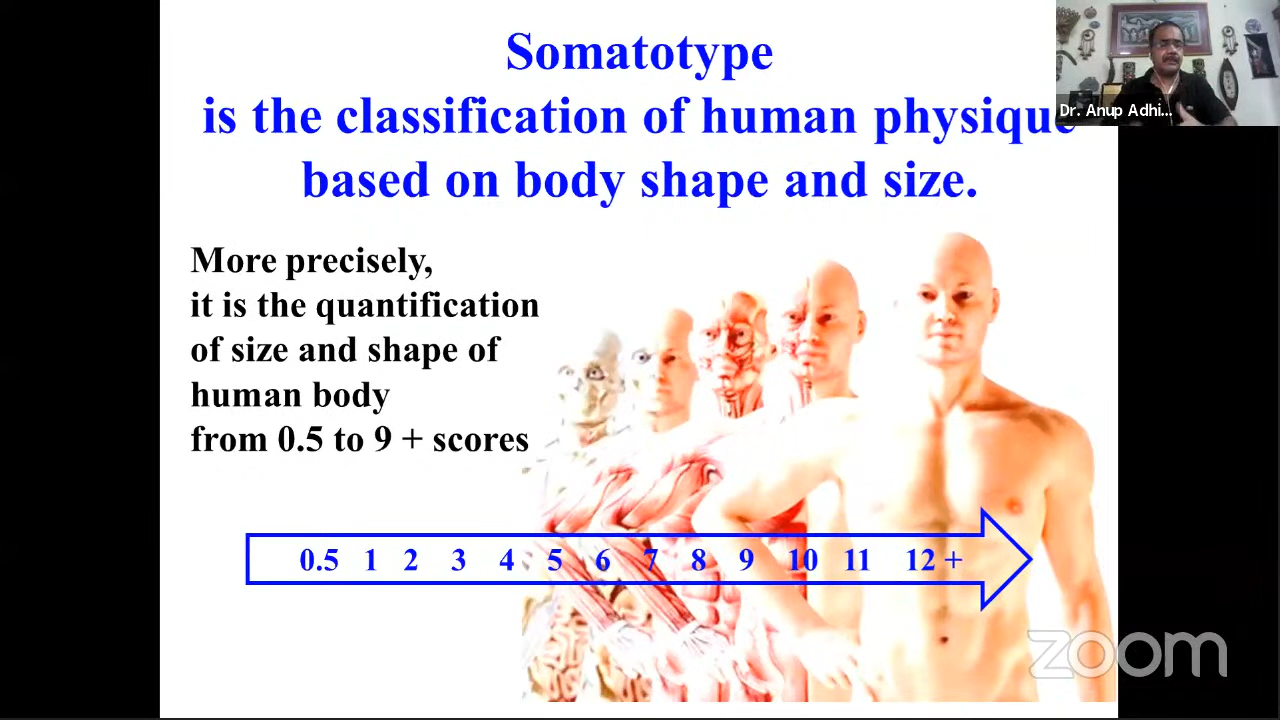 Somatotype
is the classification of human physique
based on body shape and size.
Dr. Anup Adhi...
More precisely,
it is the quantification
of size and shape of
human body
from 0.5 to 9 + scores
0.5 1 2 3 4 5 6 7 8 9 10 11 12 +
zoom